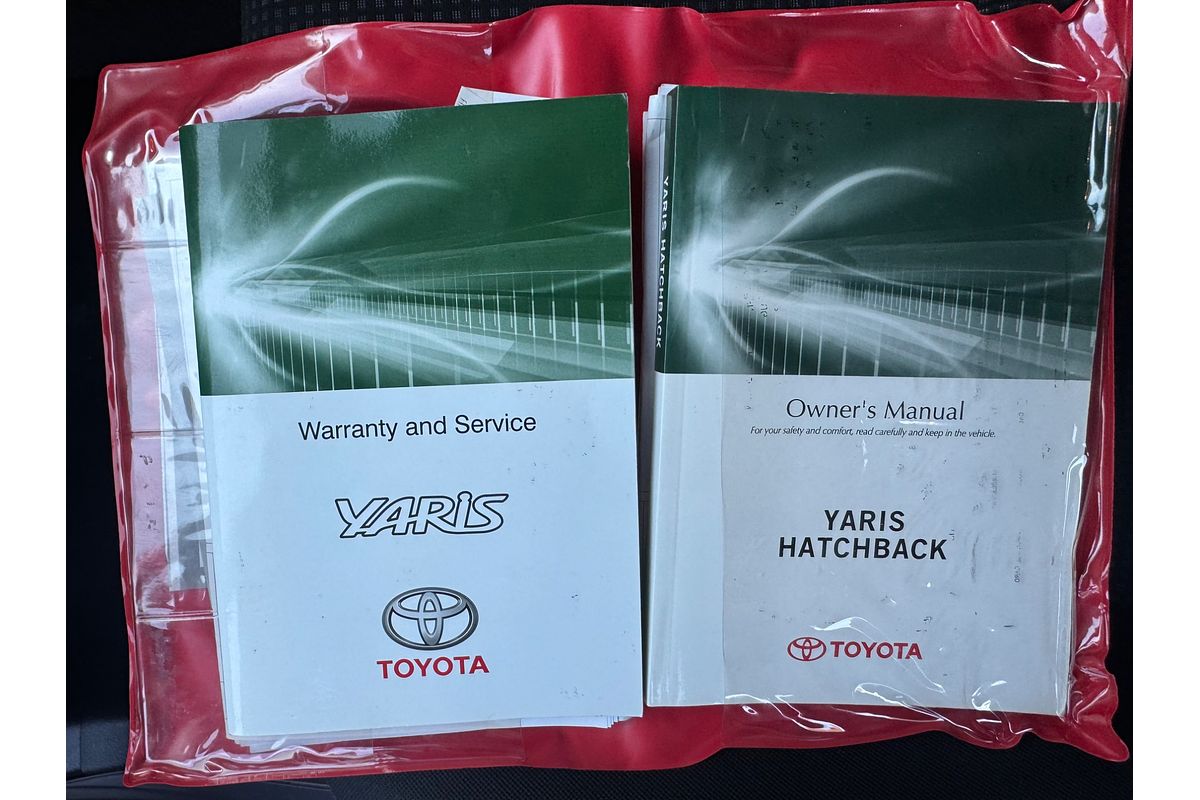 Warranty and Service
YARiS
TOYOTA
YARIS HATCHBACK
Owner's Manual
For your safety and comfort, read carefully and keep in the vehicle.
YARIS
HATCHBACK
TOYOTA